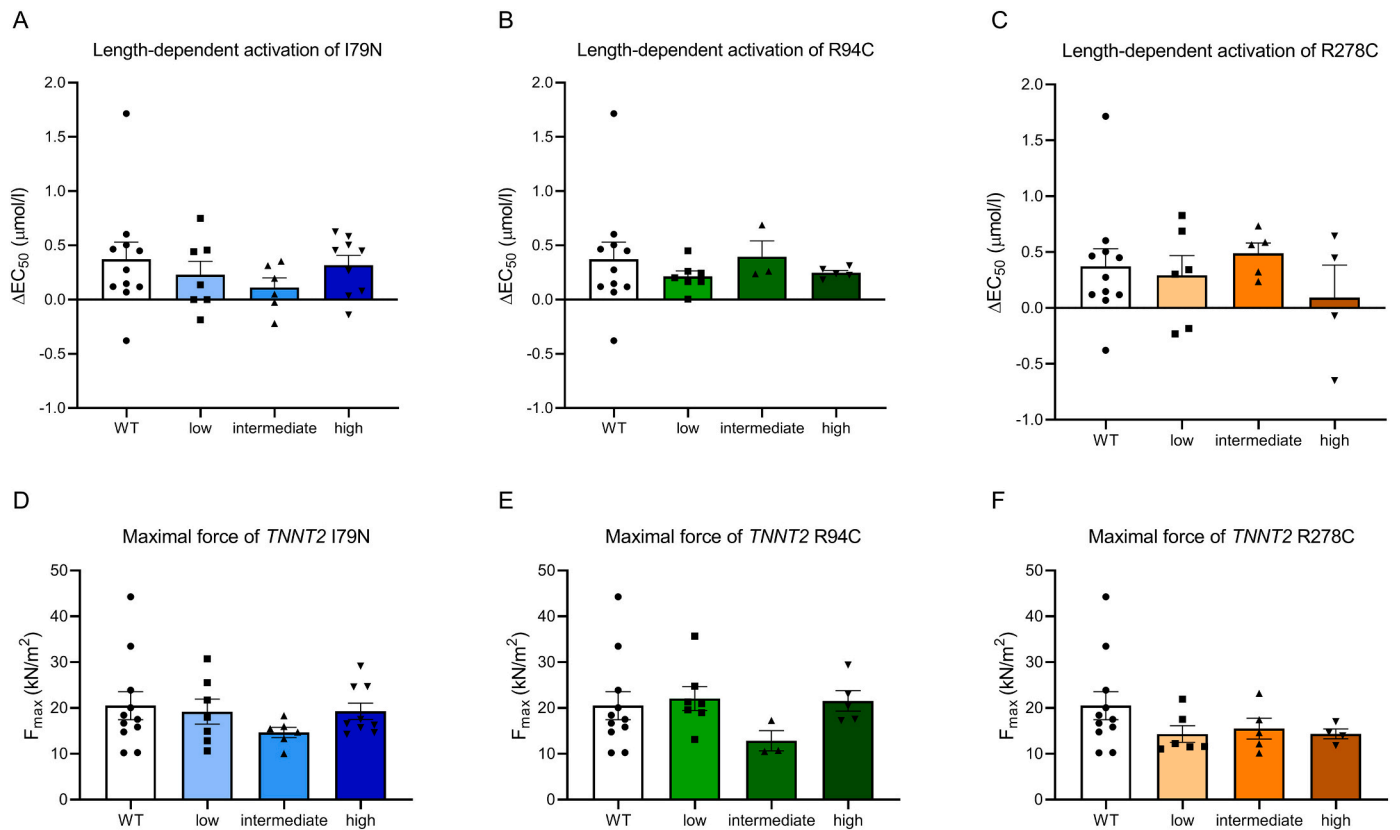 A
Length-dependent activation of I79N
ΔEC50 (μmol/l)
2.0
1.5
1.0
0.5
0.0
-0.5
-1.0
WT low intermediate high
B
Length-dependent activation of R94C
ΔEC50 (μmol/l)
2.0
1.5
1.0
0.5
0.0
-0.5
-1.0
WT low intermediate high
C
Length-dependent activation of R278C
ΔEC50 (μmol/l)
2.0
1.5
1.0
0.5
0.0
-0.5
-1.0
WT low intermediate high
D
Maximal force of TNNT2 I79N
Fmax (kN/m2)
50
40
30
20
10
0
WT low intermediate high
E
Maximal force of TNNT2 R94C
Fmax (kN/m2)
50
40
30
20
10
0
WT low intermediate high
F
Maximal force of TNNT2 R278C
Fmax (kN/m2)
50
40
30
20
10
0
WT low intermediate high